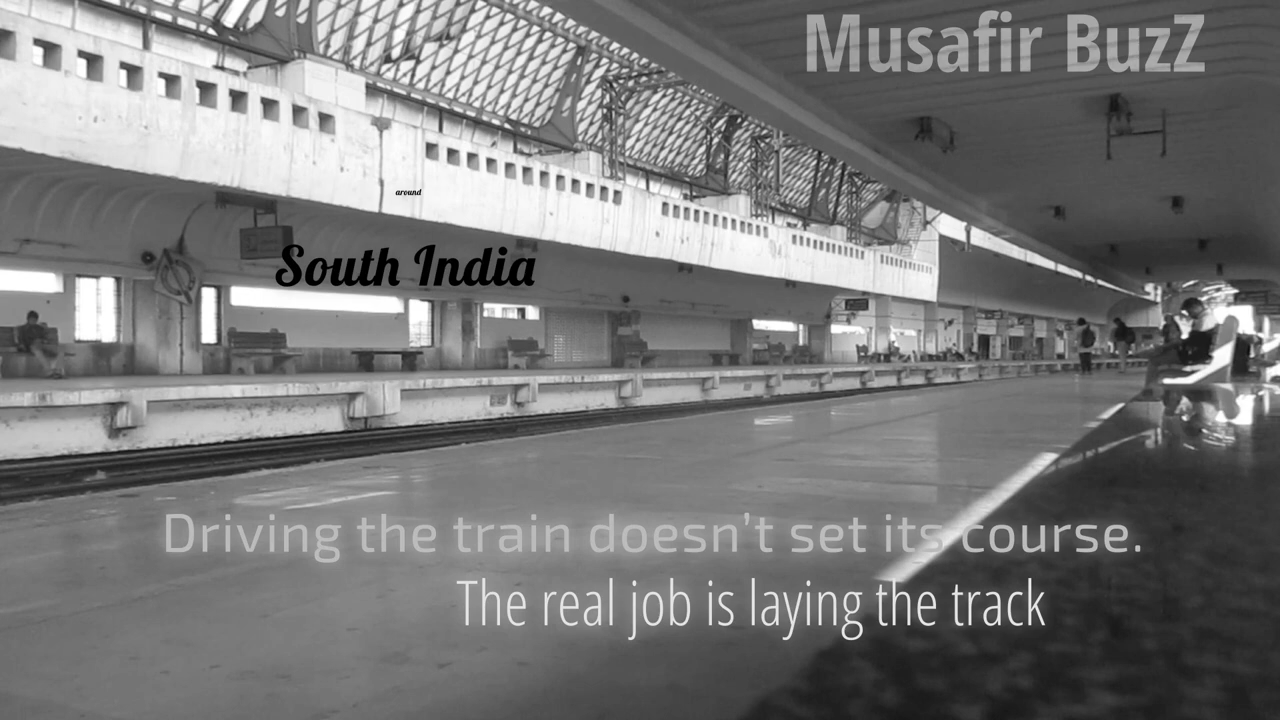 Musafir BuzZ
around
South India
Driving the train doesn't set its course.
The real job is laying the track